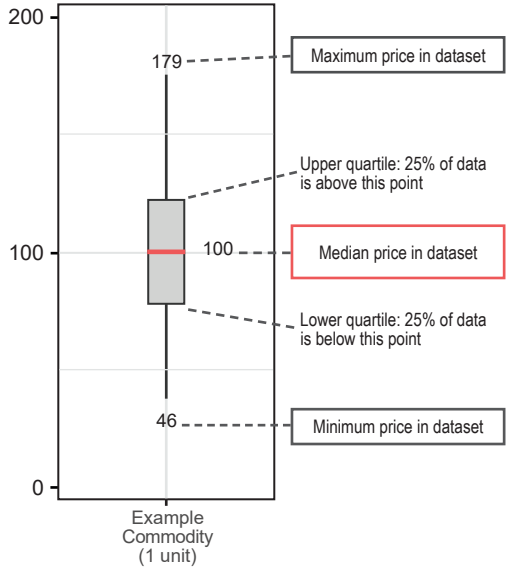 200
179
Maximum price in dataset
Upper quartile: 25% of data
is above this point
100
100
Median price in dataset
Lower quartile: 25% of data
is below this point
46
Minimum price in dataset
0
Example
Commodity
(1 unit)